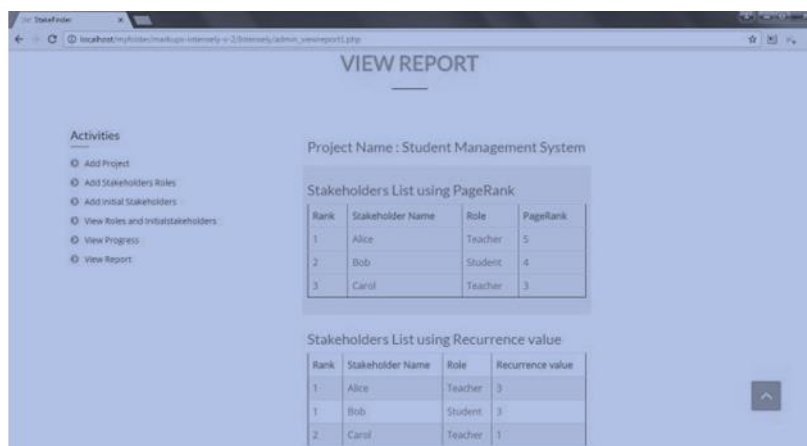 StakeFinder
localhost/myfinder/markups-intensely-v-2/Intensely/admin_viewreport1.php
VIEW REPORT
Activities
Add Project
Add Stakeholders Roles
Add Initial Stakeholders
View Roles and Initialstakeholders
View Progress
View Report
Project Name : Student Management System
Stakeholders List using PageRank
Rank Stakeholder Name Role PageRank
1 Alice Teacher 5
2 Bob Student 4
3 Carol Teacher 3
Stakeholders List using Recurrence value
Rank Stakeholder Name Role Recurrence value
1 Alice Teacher 3
1 Bob Student 3
2 Carol Teacher 1